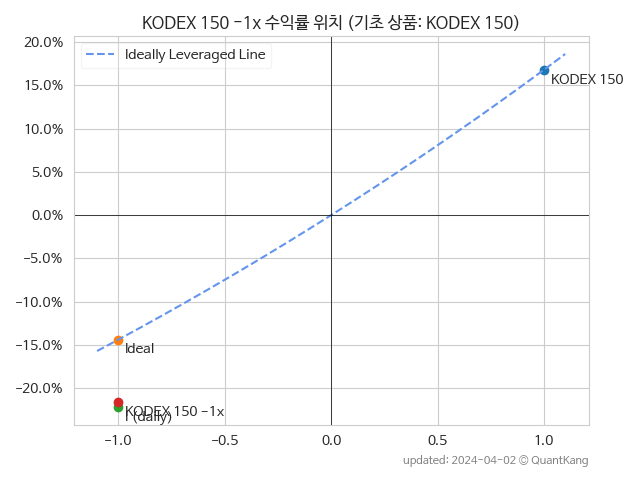 KODEX 150 -1x 수익률 위치 (기초 상품: KODEX 150)
20.0%
Ideally Leveraged Line
KODEX 150
15.0%
10.0%
5.0%
0.0%
-5.0%
-10.0%
Ideal
-15.0%
-20.0%
KODEX 150 -1x
(daily)
-1.0 -0.5 0.0 0.5 1.0
updated: 2024-04-02 © QuantKang